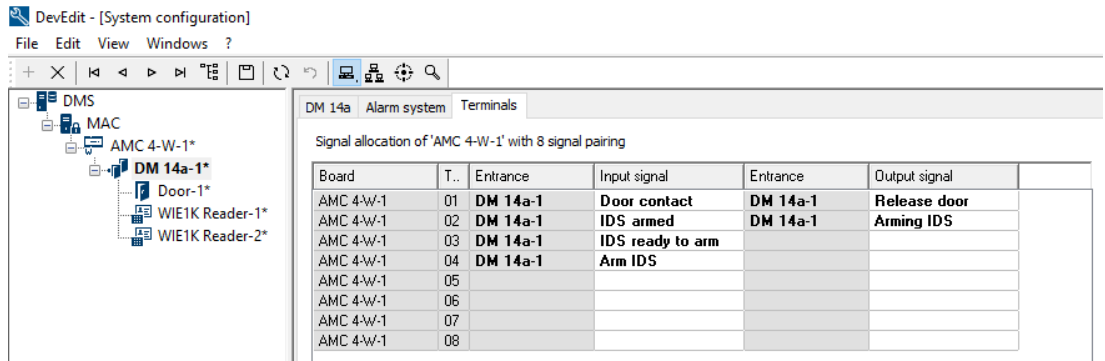 DevEdit - [System configuration]
File Edit View Windows ?
DMS
MAC
AMC 4-W-1*
DM 14a-1*
Door-1*
WIE1K Reader-1*
WIE1K Reader-2*
DM 14a Alarm system Terminals
Signal allocation of 'AMC 4-W-1' with 8 signal pairing
Board T.. Entrance Input signal Entrance Output signal
AMC 4-W-1 01 DM 14a-1 Door contact DM 14a-1 Release door
AMC 4-W-1 02 DM 14a-1 IDS armed DM 14a-1 Arming IDS
AMC 4-W-1 03 DM 14a-1 IDS ready to arm
AMC 4-W-1 04 DM 14a-1 Arm IDS
AMC 4-W-1 05
AMC 4-W-1 06
AMC 4-W-1 07
AMC 4-W-1 08